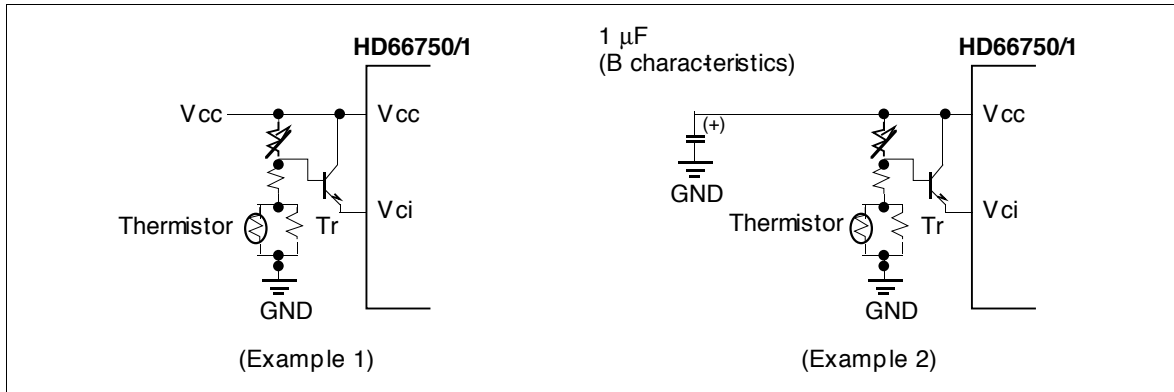 HD66750/1
Vcc
Vcc
Vci
Thermistor
Tr
GND
(Example 1)
1 μF
(B characteristics)
HD66750/1
(+)
Vcc
GND
Vci
Thermistor
Tr
GND
(Example 2)